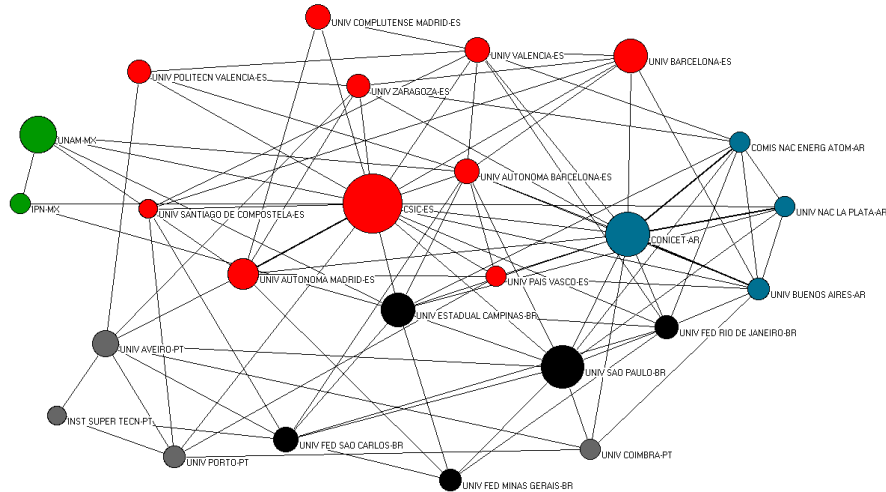 UNIV COMPLUTENSE MADRID-ES
UNIV VALENCIA-ES
UNIV BARCELONA-ES
UNIV POLITECN VALENCIA-ES
UNIV ZARAGOZA-ES
UNAM-MX
COMIS NAC ENERG ATOM-AR
UNIV AUTONOMA BARCELONA-ES
IPN-MX
UNIV SANTIAGO DE COMPOSTELA-ES
CSIC-ES
UNIV NAC LA PLATA-AR
CONICET-AR
UNIV AUTONOMA MADRID-ES
UNIV PAIS VASCO-ES
UNIV BUENOS AIRES-AR
UNIV ESTADUAL CAMPINAS-BR
UNIV FED RIO DE JANEIRO-BR
UNIV AVEIRO-PT
UNIV SAO PAULO-BR
INST SUPER TECN-PT
UNIV FED SAO CARLOS-BR
UNIV COIMBRA-PT
UNIV PORTO-PT
UNIV FED MINAS GERAIS-BR